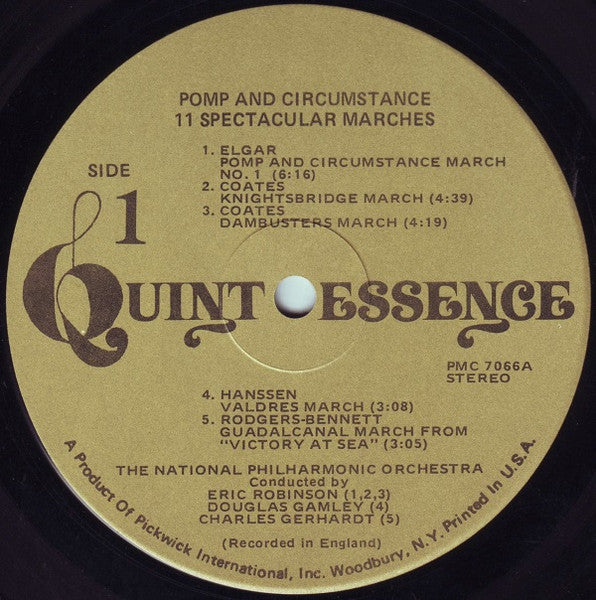 POMP AND CIRCUMSTANCE
11 SPECTACULAR MARCHES
SIDE
1
1. ELGAR
POMP AND CIRCUMSTANCE MARCH
NO. 1 (6:16)
2. COATES
KNIGHTSBRIDGE MARCH (4:39)
3. COATES
DAMBUSTERS MARCH (4:19)
QUINTESSENCE
PMC 7066A
STEREO
4. HANSSEN
VALDRES MARCH (3:08)
5. RODGERS-BENNETT
GUADALCANAL MARCH FROM
"VICTORY AT SEA" (3:05)
THE NATIONAL PHILHARMONIC ORCHESTRA
Conducted by
ERIC ROBINSON (1,2,3)
DOUGLAS GAMLEY (4)
CHARLES GERHARDT (5)
(Recorded in England)
A Product Of Pickwick International, Inc. Woodbury, N.Y. Printed In U.S.A.